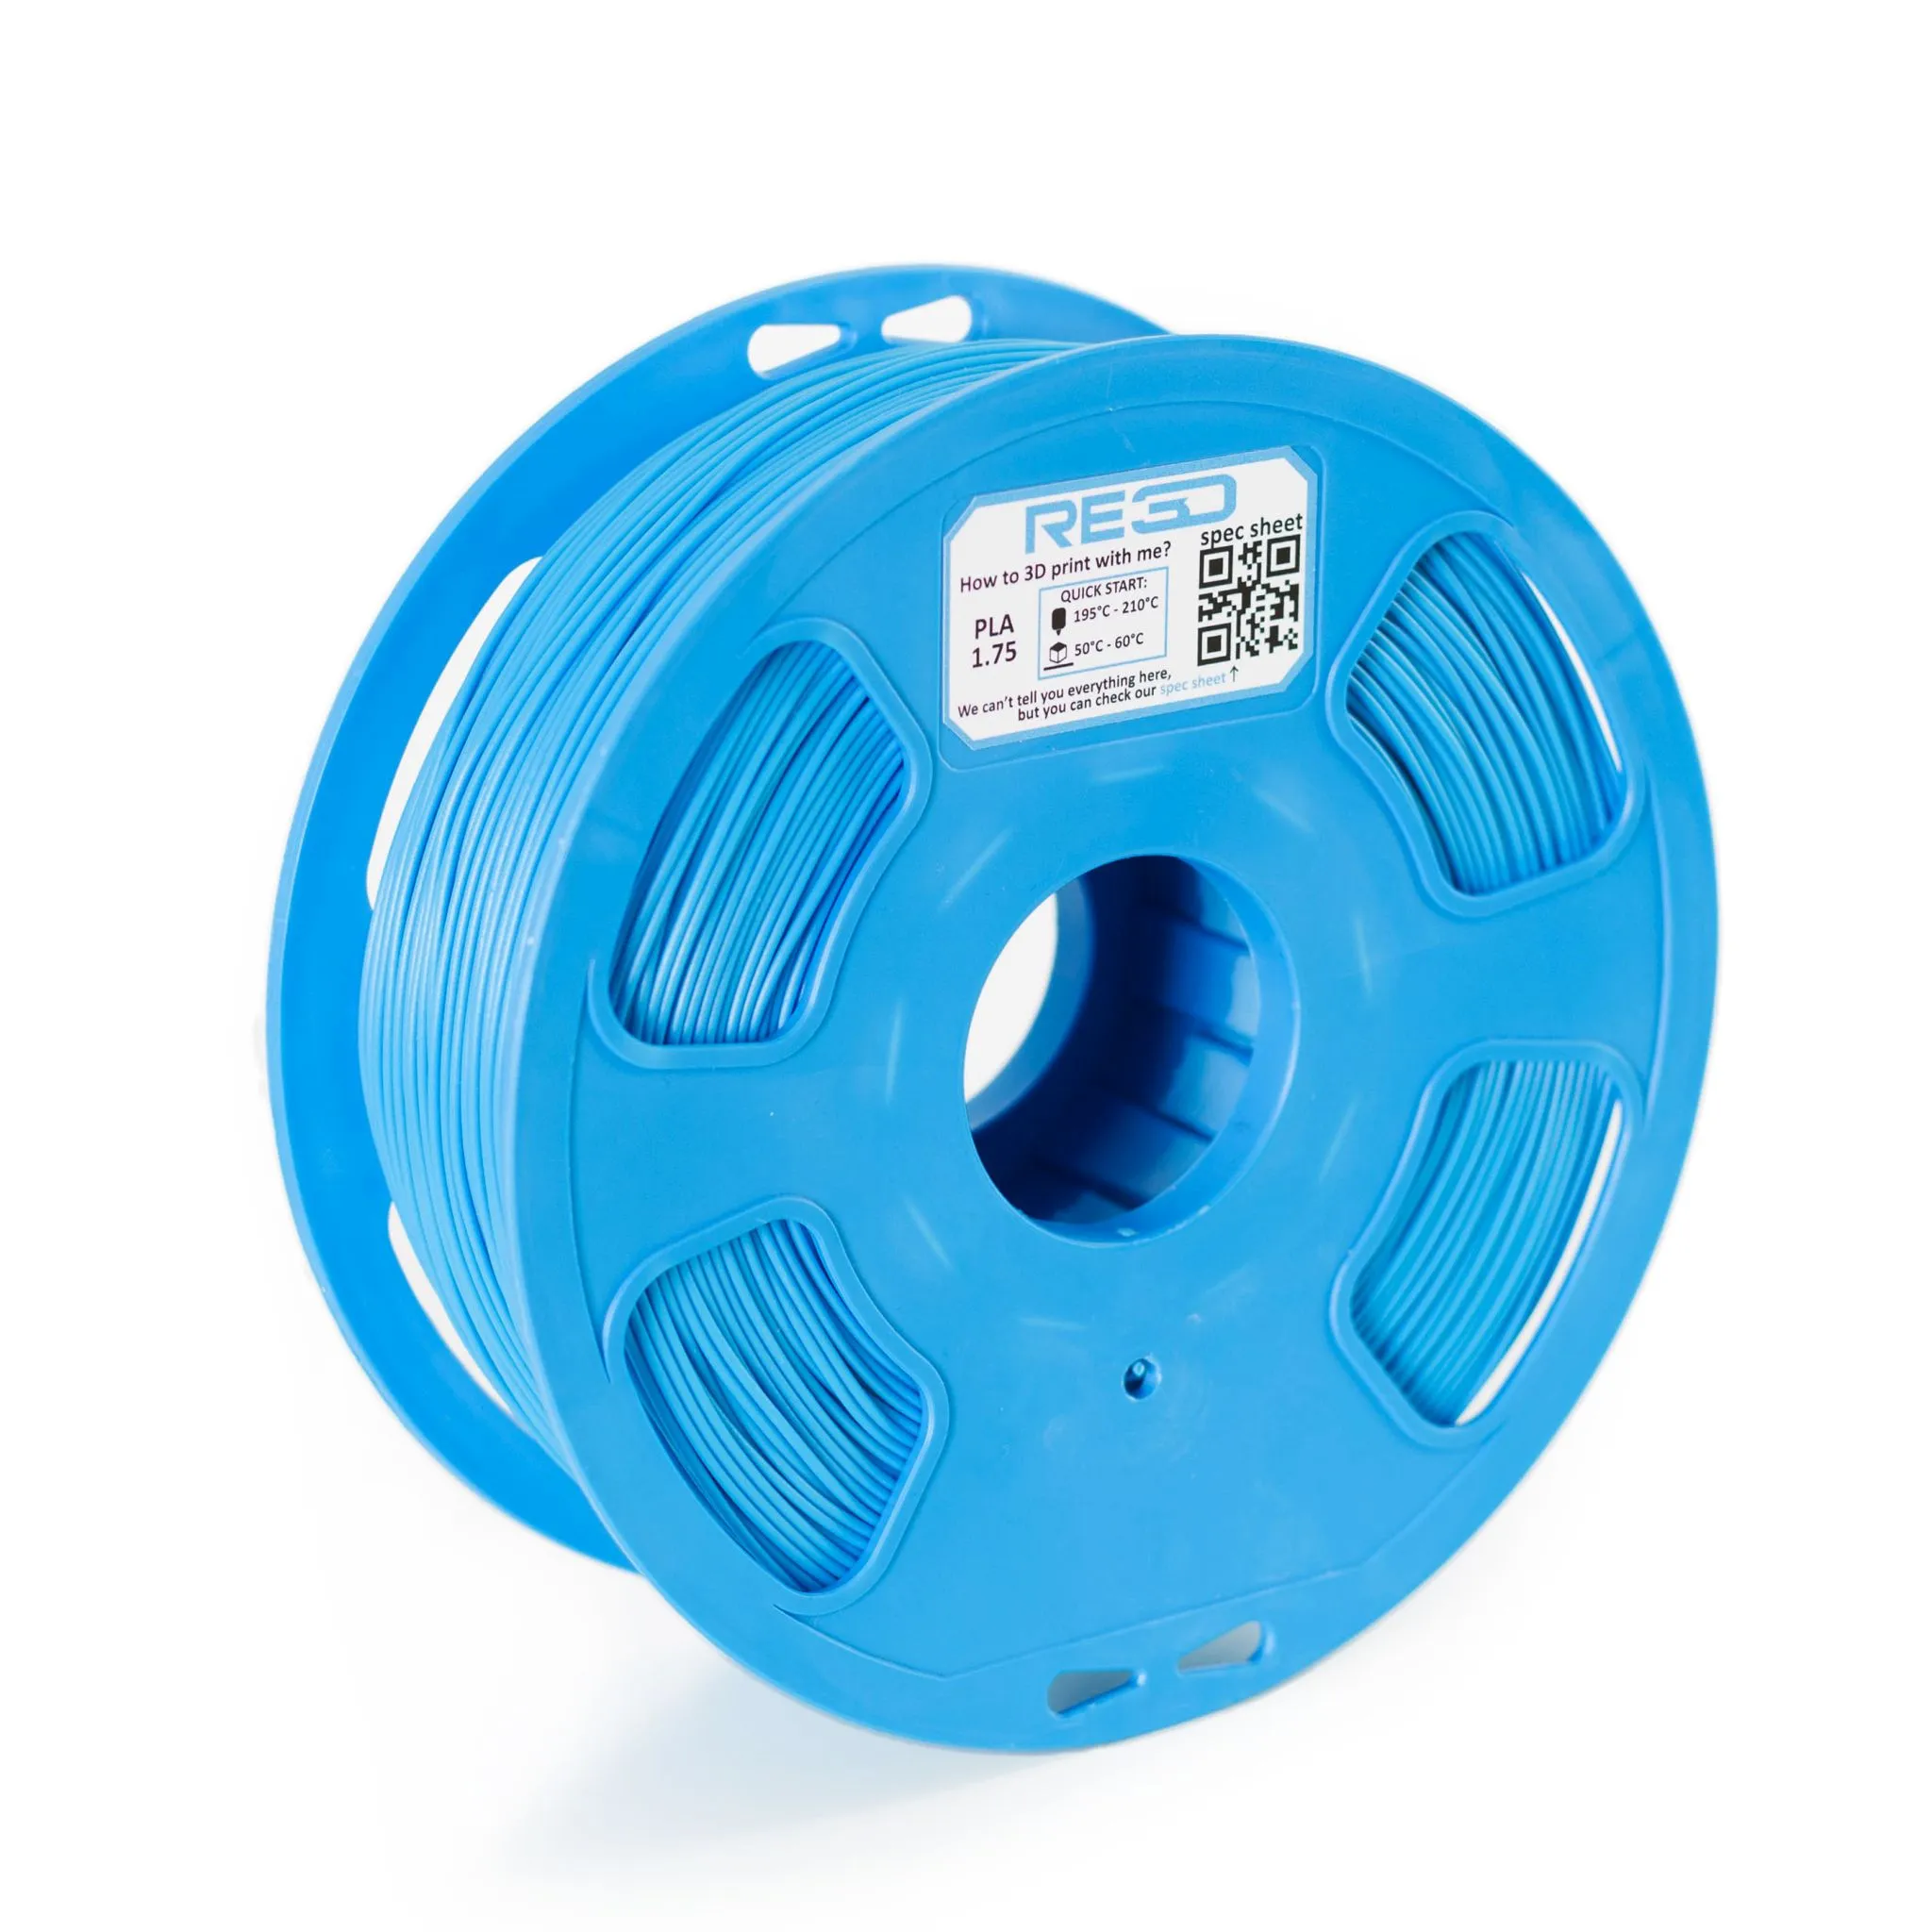 RE3D
spec sheet
How to 3D print with me?
QUICK START:
PLA
1.75
195°C - 210°C
50°C - 60°C
We can't tell you everything here,
but you can check our spec sheet ↑